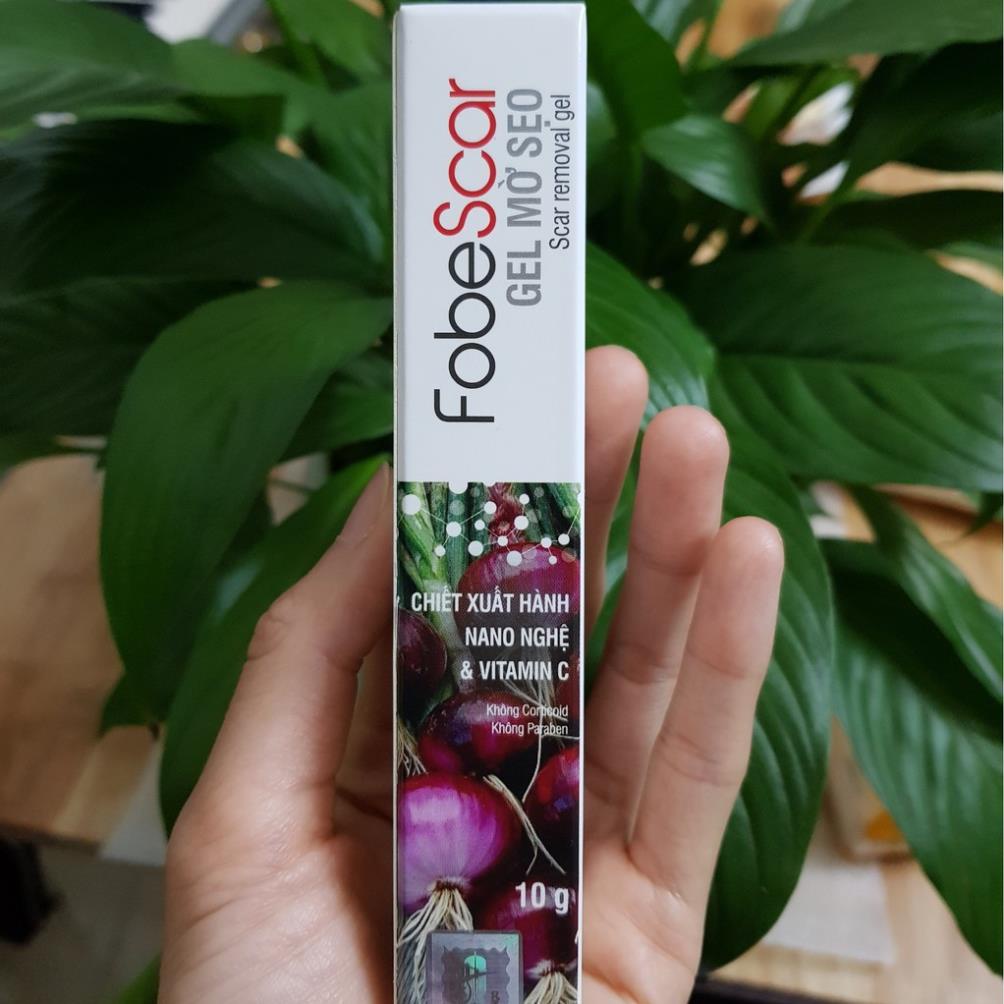 FobeScar
GEL MỜ SẸO
Scar removal gel
CHIẾT XUẤT HÀNH
NANO NGHỆ
& VITAMIN C
Không Corticoid
Không Paraben
10 g